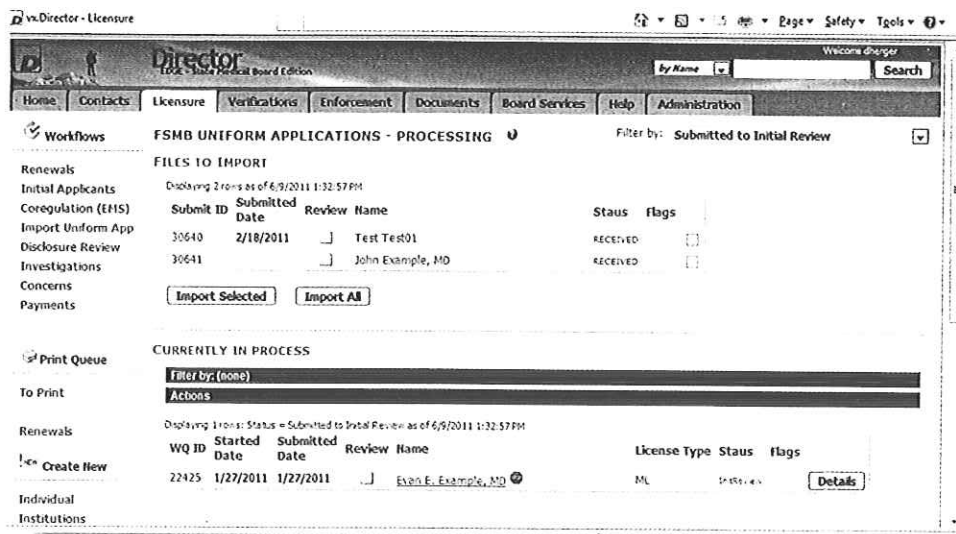 vx.Director - Licensure
Page Safety Tools
Director
EDGE - State Medical Board Edition
Welcome dherger
by Name
Search
Home Contacts Licensure Verifications Enforcement Documents Board Services Help Administration
Workflows
Renewals
Initial Applicants
Coregulation (EMS)
Import Uniform App
Disclosure Review
Investigations
Concerns
Payments
Print Queue
To Print
Renewals
Create New
Individual
Institutions
FSMB UNIFORM APPLICATIONS - PROCESSING
Filter by: Submitted to Initial Review
FILES TO IMPORT
Displaying 2 rows as of 6/9/2011 1:32:57 PM
Submit ID Submitted Date Review Name Staus Flags
30640 2/18/2011 Test Test01 RECEIVED
30641 John Example, MD RECEIVED
Import Selected Import All
CURRENTLY IN PROCESS
Filter by: (none)
Actions
Displaying 1 rows: Status = Submitted to Initial Review as of 6/9/2011 1:32:57 PM
WQ ID Started Date Submitted Date Review Name License Type Staus Flags
22425 1/27/2011 1/27/2011 Evan E. Example, MD ML Details